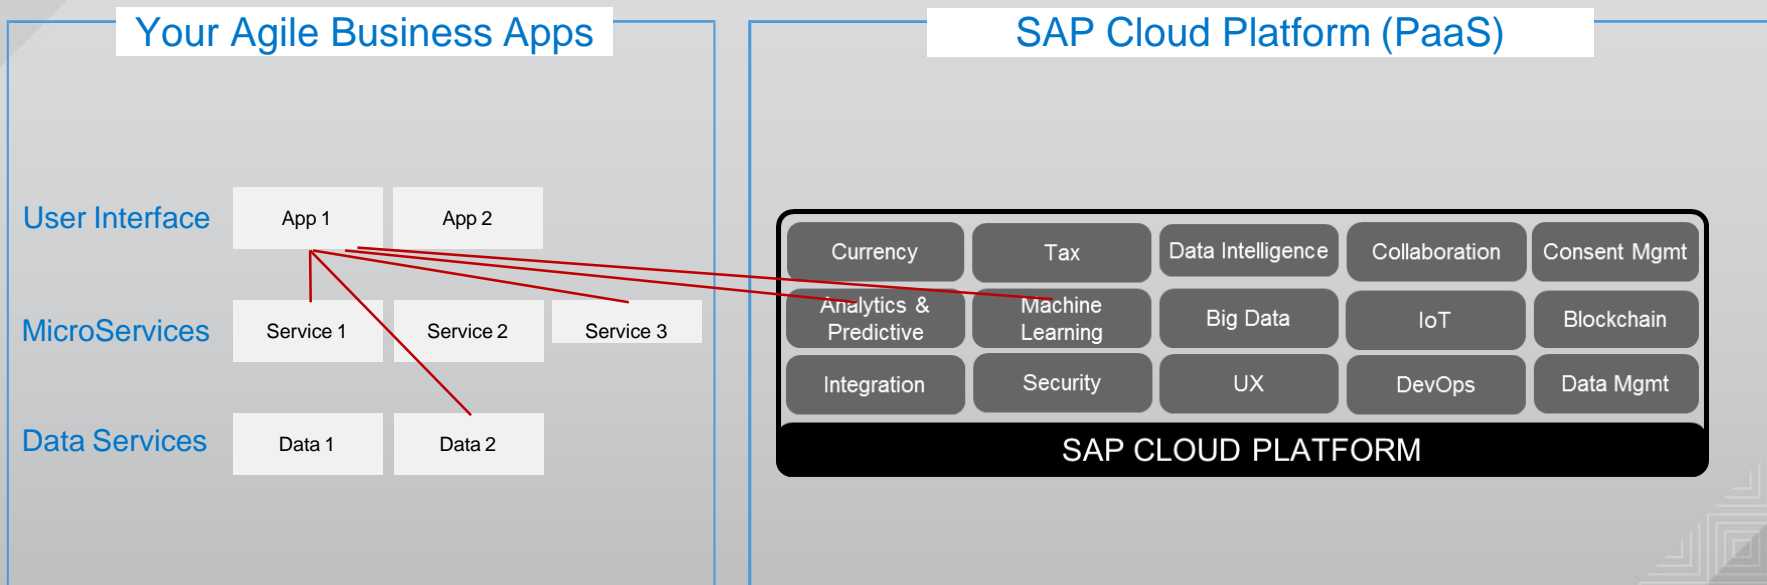 Your Agile Business Apps
SAP Cloud Platform (PaaS)
User Interface
App 1
App 2
MicroServices
Service 1
Service 2
Service 3
Data Services
Data 1
Data 2
Currency
Tax
Data Intelligence
Collaboration
Consent Mgmt
Analytics &
Predictive
Machine
Learning
Big Data
IoT
Blockchain
Integration
Security
UX
DevOps
Data Mgmt
SAP CLOUD PLATFORM